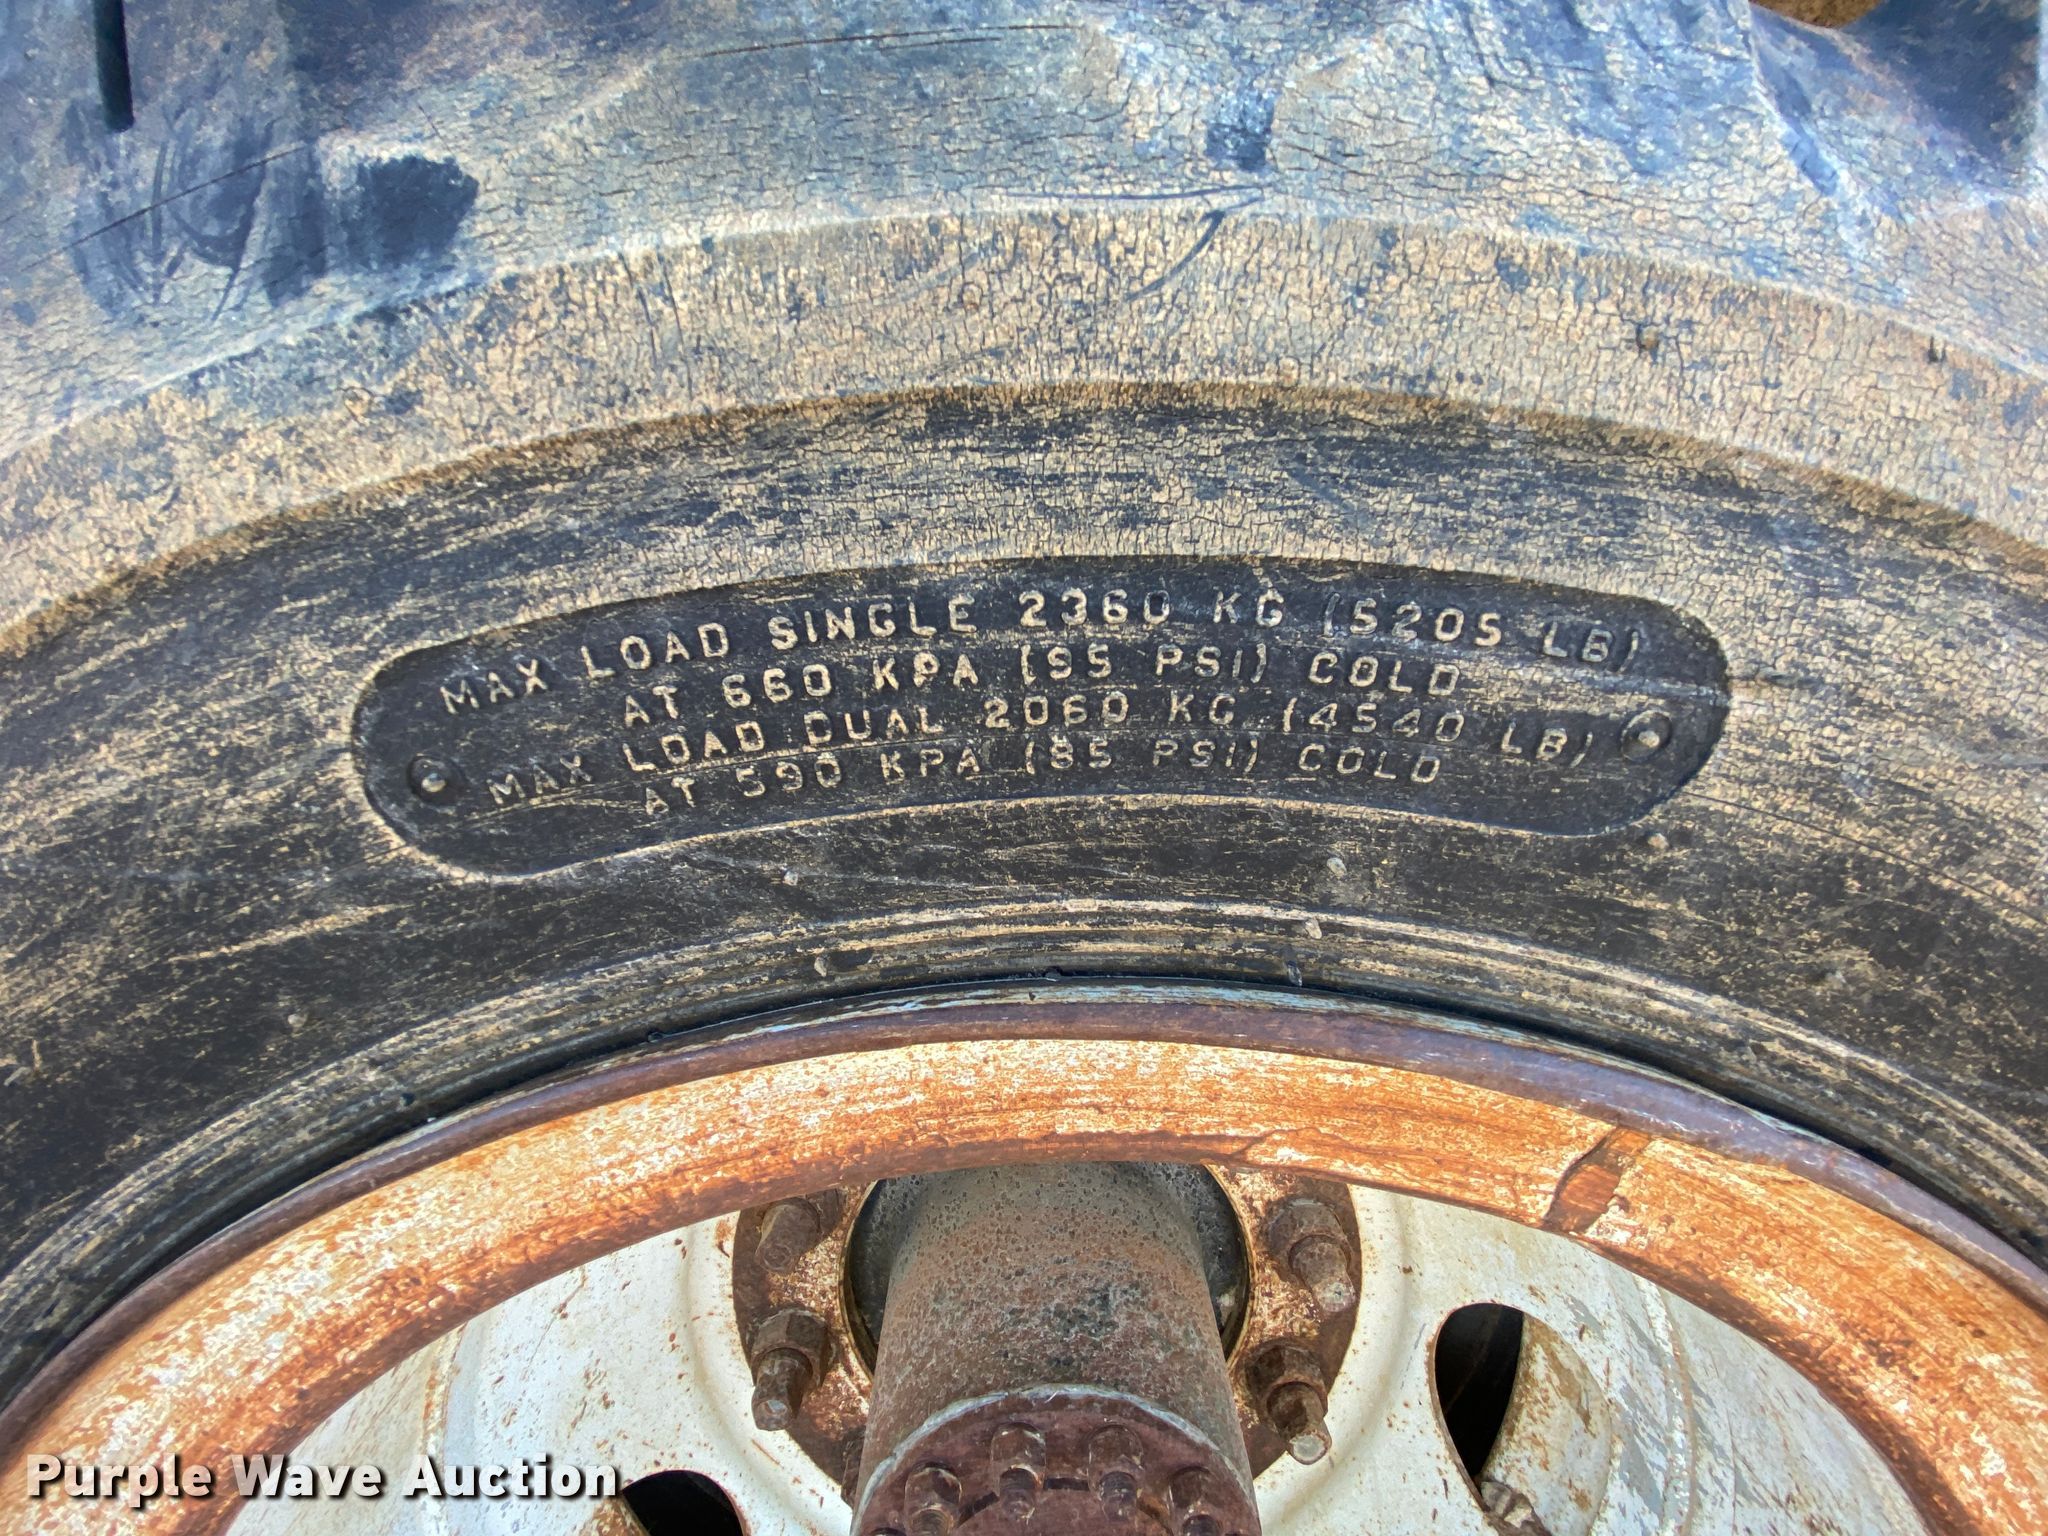 MAX LOAD SINGLE 2360 KG (5205 LB)
AT 660 KPA (95 PSI) COLD
MAX LOAD DUAL 2060 KG (4540 LB)
AT 590 KPA (85 PSI) COLD
Purple Wave Auction